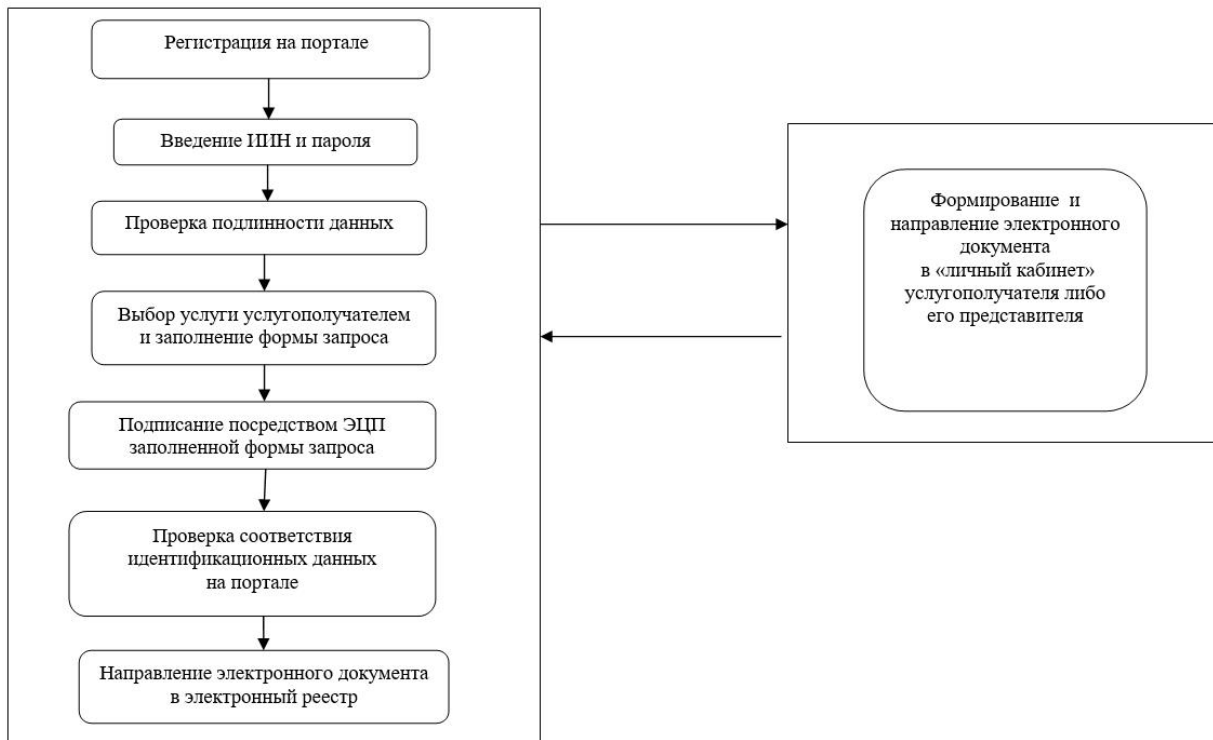 Регистрация на портале
Введение ИИН и пароля
Проверка подлинности данных
Выбор услуги услугополучателем
и заполнение формы запроса
Подписание посредством ЭЦП
заполненной формы запроса
Проверка соответствия
идентификационных данных
на портале
Направление электронного документа
в электронный реестр
Формирование и
направление электронного
документа
в «личный кабинет»
услугополучателя либо
его представителя